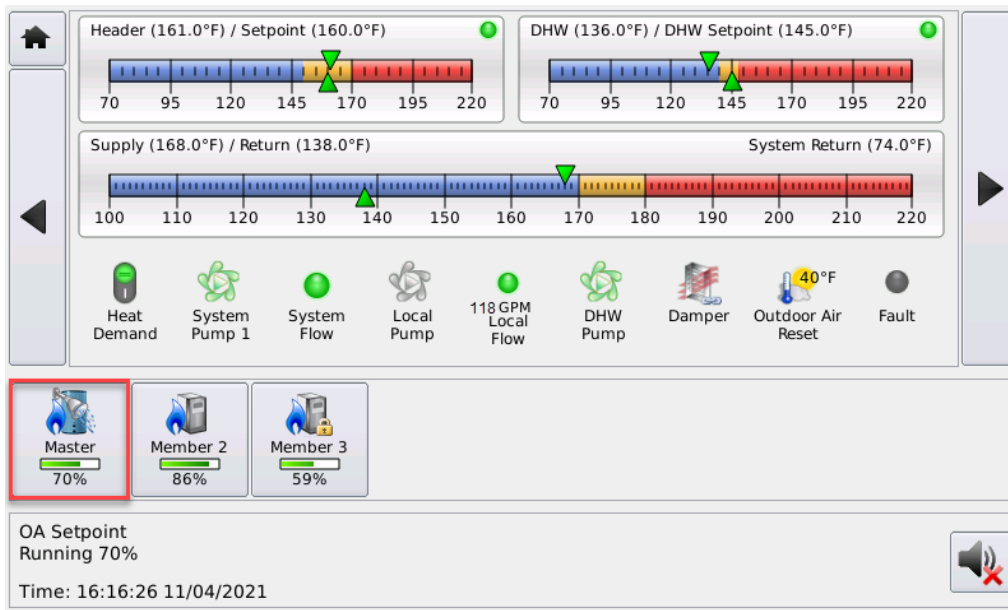 Header (161.0°F) / Setpoint (160.0°F)
70 95 120 145 170 195 220
DHW (136.0°F) / DHW Setpoint (145.0°F)
70 95 120 145 170 195 220
Supply (168.0°F) / Return (138.0°F) System Return (74.0°F)
100 110 120 130 140 150 160 170 180 190 200 210 220
Heat
Demand
System
Pump 1
System
Flow
Local
Pump
118 GPM
Local
Flow
DHW
Pump
Damper
40°F
Outdoor Air
Reset
Fault
Master
70%
Member 2
86%
Member 3
59%
OA Setpoint
Running 70%
Time: 16:16:26 11/04/2021